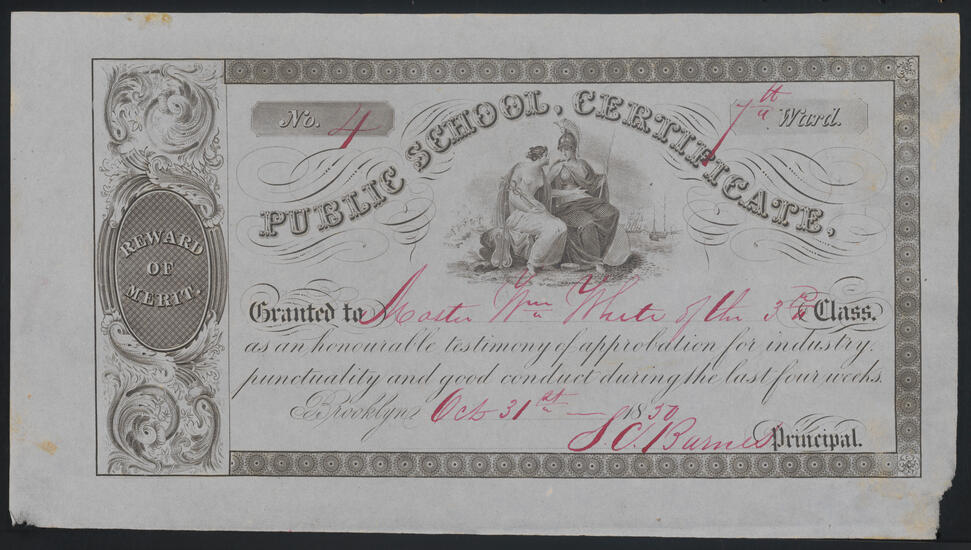 No. 4
7th Ward.
PUBLIC SCHOOL, CERTIFICATE,
REWARD
OF
MERIT.
Granted to Master Wm White of the 3rd Class.
as an honourable testimony of approbation for industry,
punctuality and good conduct during the last four weeks.
Brooklyn, Oct 31st 1850
S. C. Barnes Principal.